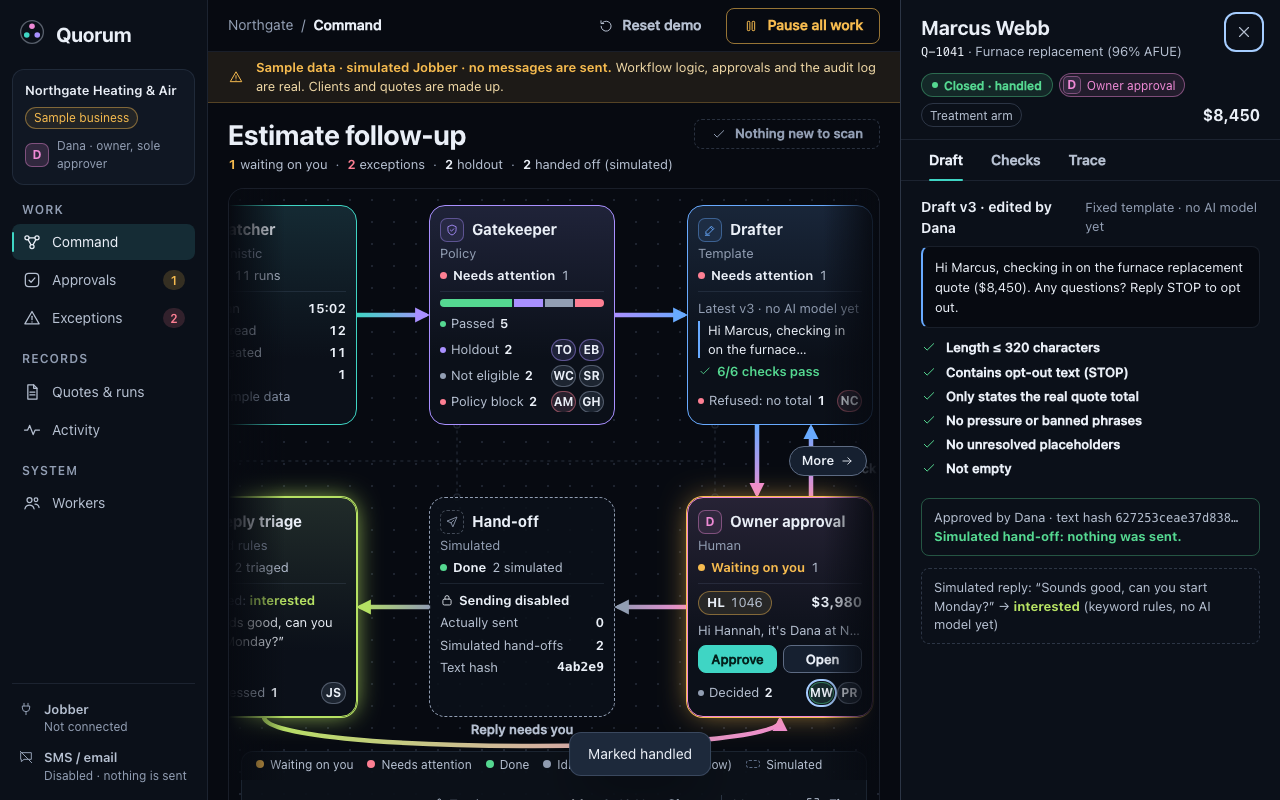 Quorum
Northgate Heating & Air
Sample business
D
Dana · owner, sole
approver
WORK
Command
Approvals
1
Exceptions
2
RECORDS
Quotes & runs
Activity
SYSTEM
Workers
Jobber
Not connected
SMS / email
Disabled · nothing is sent
Northgate / Command
Reset demo
Pause all work
Sample data · simulated Jobber · no messages are sent. Workflow logic, approvals and the audit log
are real. Clients and quotes are made up.
Estimate follow-up
1 waiting on you · 2 exceptions · 2 holdout · 2 handed off (simulated)
Nothing new to scan
atcher
istic
11 runs
15:02
ead 12
eated 11
1
mple data
Gatekeeper
Policy
Needs attention 1
Passed 5
Holdout 2 TO EB
Not eligible 2 WC SR
Policy block 2 AM GH
Drafter
Template
Needs attention 1
Latest v3 · no AI model yet
Hi Marcus, checking in
on the furnace…
6/6 checks pass
Refused: no total 1 NC
More →
ck
ply triage
rules
2 triaged
d: interested
ds good, can you
Monday?”
essed 1 JS
Hand-off
Simulated
Done 2 simulated
Sending disabled
Actually sent 0
Simulated hand-offs 2
Text hash 4ab2e9
D Owner approval
Human
Waiting on you 1
HL 1046 $3,980
Hi Hannah, it's Dana at N…
Approve
Open
Decided 2 MW PR
Reply needs you
Marked handled
Waiting on you
Needs attention
Done
Id
ow)
Simulated
Marcus Webb
Q-1041 · Furnace replacement (96% AFUE)
Closed · handled
D Owner approval
Treatment arm
$8,450
Draft
Checks
Trace
Draft v3 · edited by
Dana
Fixed template · no AI model
yet
Hi Marcus, checking in on the furnace replacement
quote ($8,450). Any questions? Reply STOP to opt
out.
Length ≤ 320 characters
Contains opt-out text (STOP)
Only states the real quote total
No pressure or banned phrases
No unresolved placeholders
Not empty
Approved by Dana · text hash 627253ceae37d838…
Simulated hand-off: nothing was sent.
Simulated reply: “Sounds good, can you start
Monday?” → interested (keyword rules, no AI
model yet)